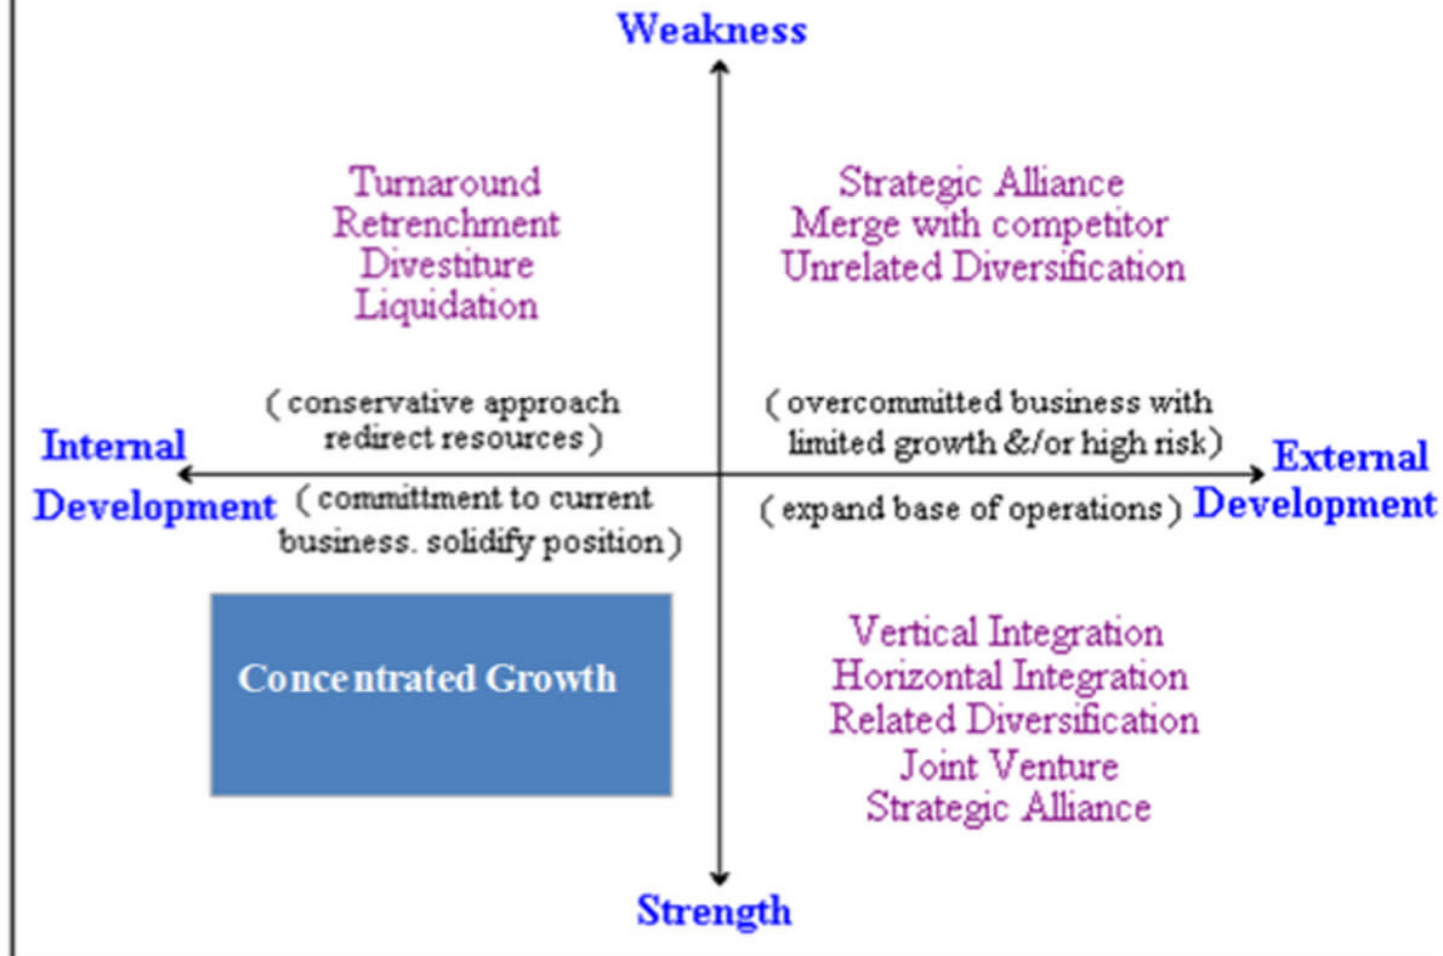 Weakness
Turnaround
Retrenchment
Divestiture
Liquidation
Strategic Alliance
Merge with competitor
Unrelated Diversification
( conservative approach
redirect resources )
( overcommitted business with
limited growth &/or high risk)
Internal
Development
External
Development
( committment to current
business. solidify position )
( expand base of operations )
Concentrated Growth
Vertical Integration
Horizontal Integration
Related Diversification
Joint Venture
Strategic Alliance
Strength